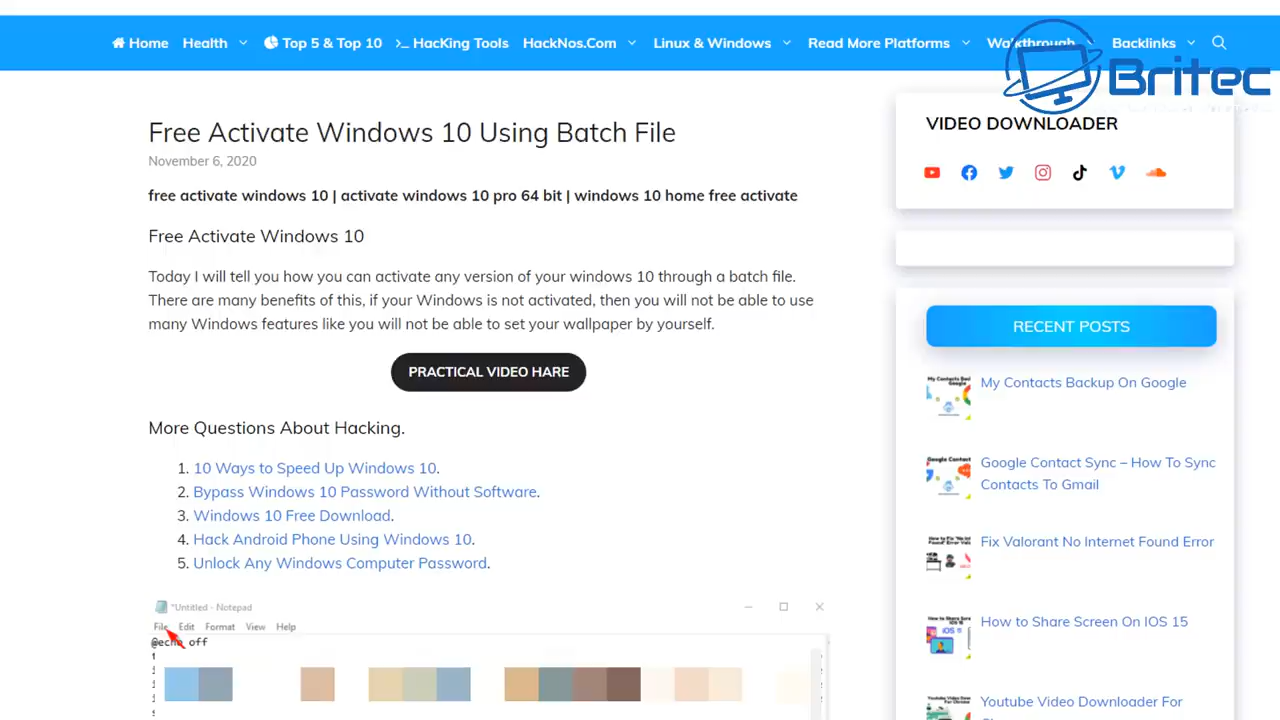 Home Health Top 5 & Top 10 HacKing Tools HackNos.Com Linux & Windows Read More Platforms Walkthrough Backlinks
Britec
Free Activate Windows 10 Using Batch File
November 6, 2020
free activate windows 10 | activate windows 10 pro 64 bit | windows 10 home free activate
Free Activate Windows 10
Today I will tell you how you can activate any version of your windows 10 through a batch file.
There are many benefits of this, if your Windows is not activated, then you will not be able to use
many Windows features like you will not be able to set your wallpaper by yourself.
PRACTICAL VIDEO HARE
More Questions About Hacking.
1. 10 Ways to Speed Up Windows 10.
2. Bypass Windows 10 Password Without Software.
3. Windows 10 Free Download.
4. Hack Android Phone Using Windows 10.
5. Unlock Any Windows Computer Password.
*Untitled - Notepad
File Edit Format View Help
@echo off
VIDEO DOWNLOADER
RECENT POSTS
My Contacts Backup On Google
Google Contact Sync – How To Sync
Contacts To Gmail
Fix Valorant No Internet Found Error
How to Share Screen On IOS 15
Youtube Video Downloader For